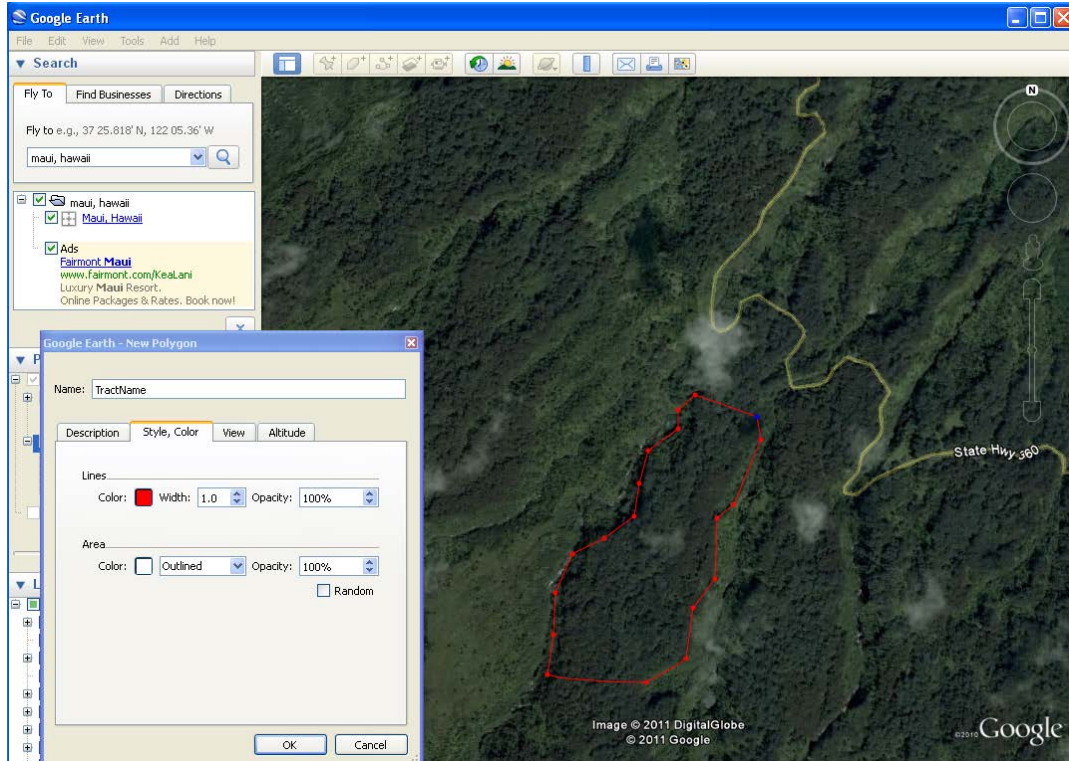 Google Earth
File Edit View Tools Add Help
Search
Fly To Find Businesses Directions
Fly to e.g., 37 25.818' N, 122 05.36' W
maui, hawaii
maui, hawaii
Maui, Hawaii
Ads
Fairmont Maui
www.fairmont.com/KeaLani
Luxury Maui Resort.
Online Packages & Rates. Book now!
P
Google Earth - New Polygon
Name: TractName
Description Style, Color View Altitude
Lines
Color: Width: 1.0 Opacity: 100%
Area
Color: Outlined Opacity: 100%
Random
OK Cancel
L
N
State Hwy 360
Image © 2011 DigitalGlobe
© 2011 Google
©2010 Google